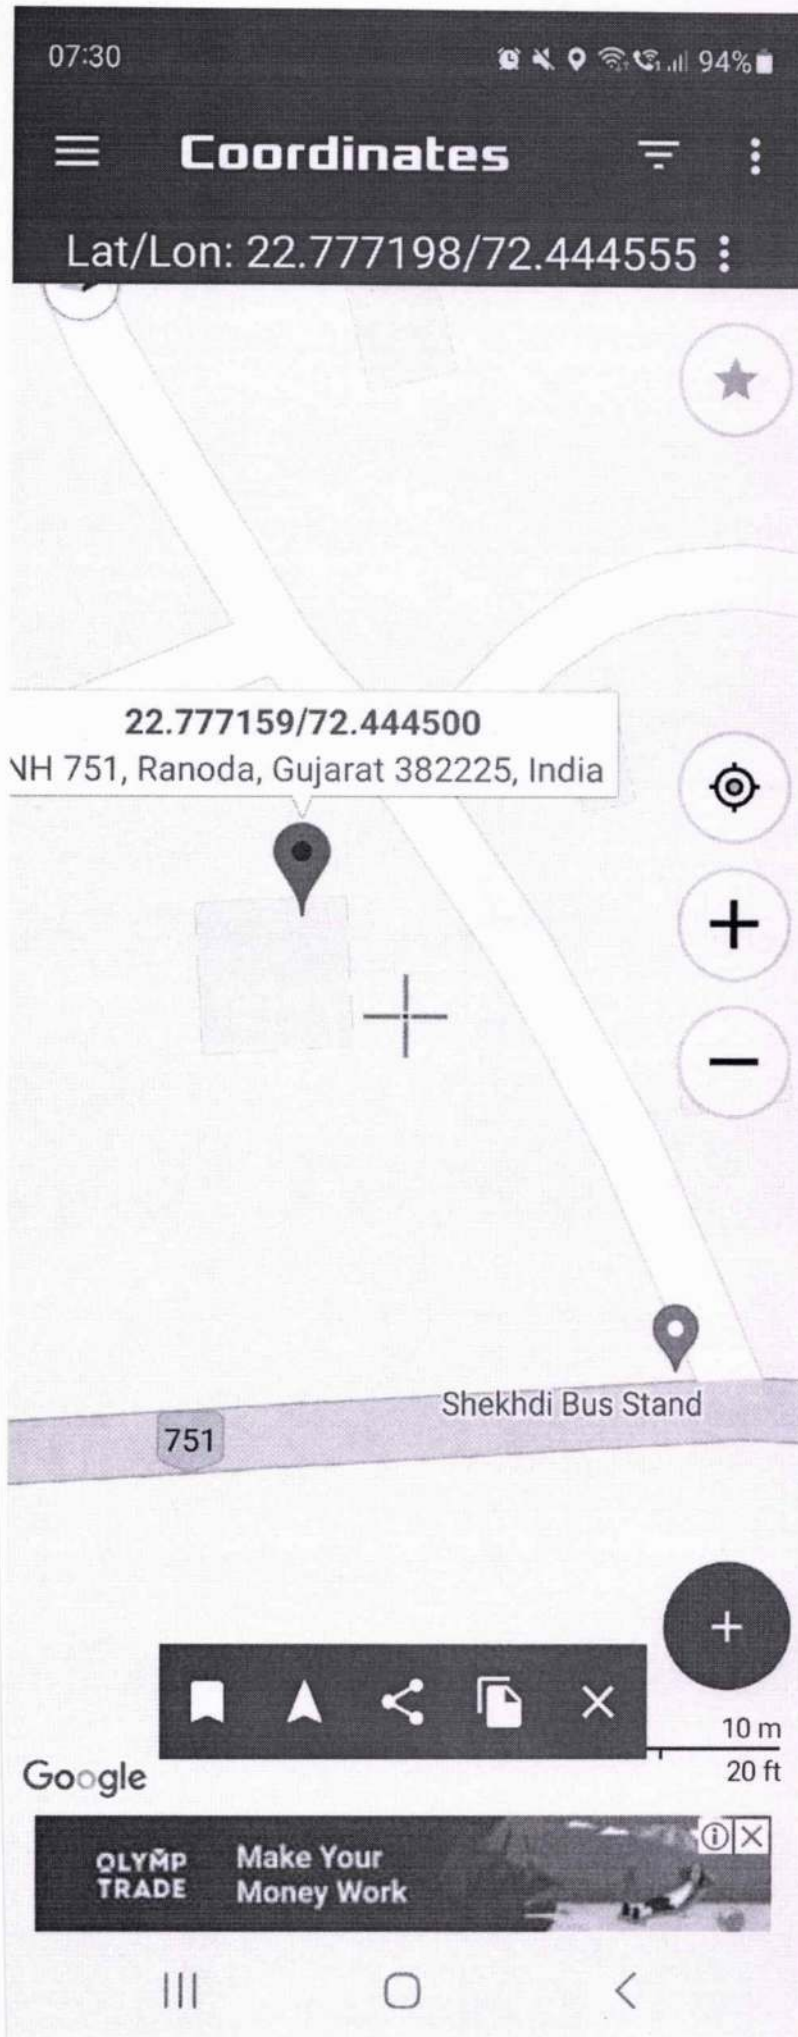 07:30
94%
Coordinates
Lat/Lon: 22.777198/72.444555
22.777159/72.444500
NH 751, Ranoda, Gujarat 382225, India
Shekhdi Bus Stand
751
10 m
20 ft
Google
OLYMP TRADE
Make Your
Money Work